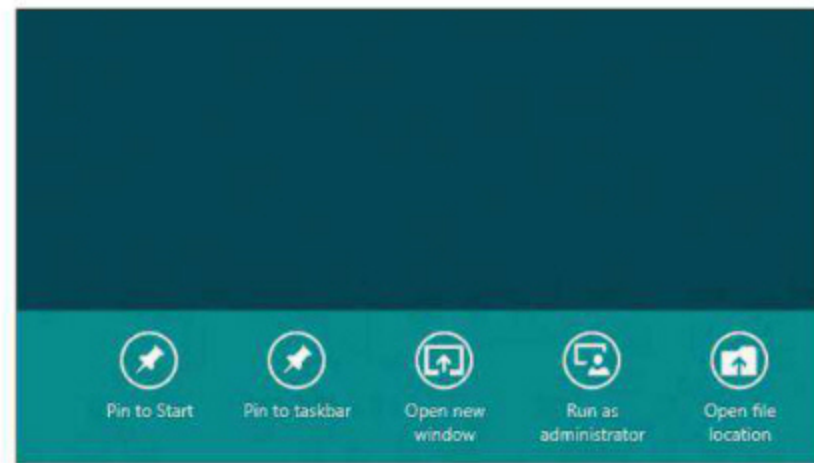 Pin to Start
Pin to taskbar
Open new
window
Run as
administrator
Open file
location